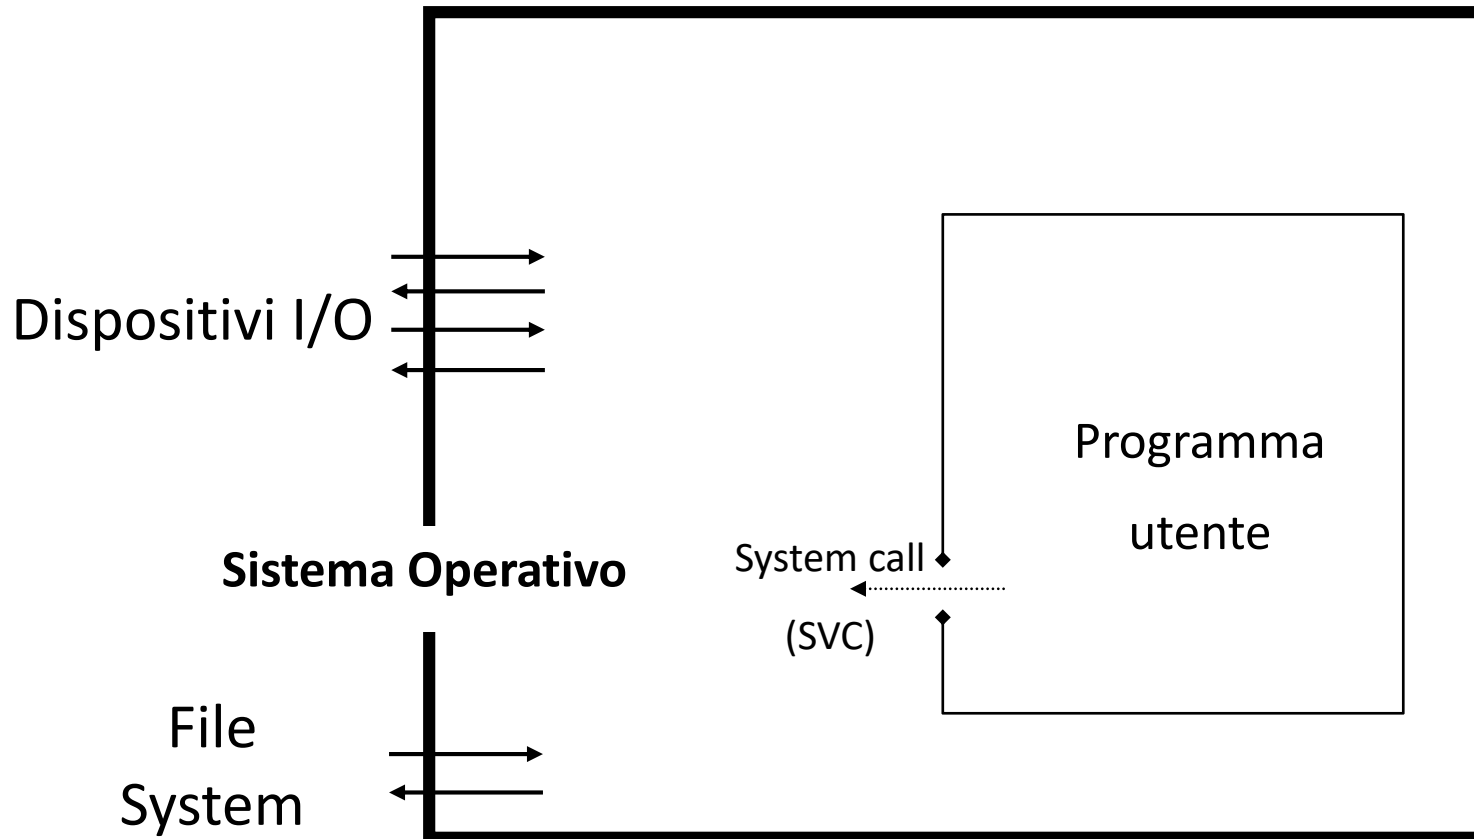 Dispositivi I/O
Programma
utente
System call
(SVC)
Sistema Operativo
File
System